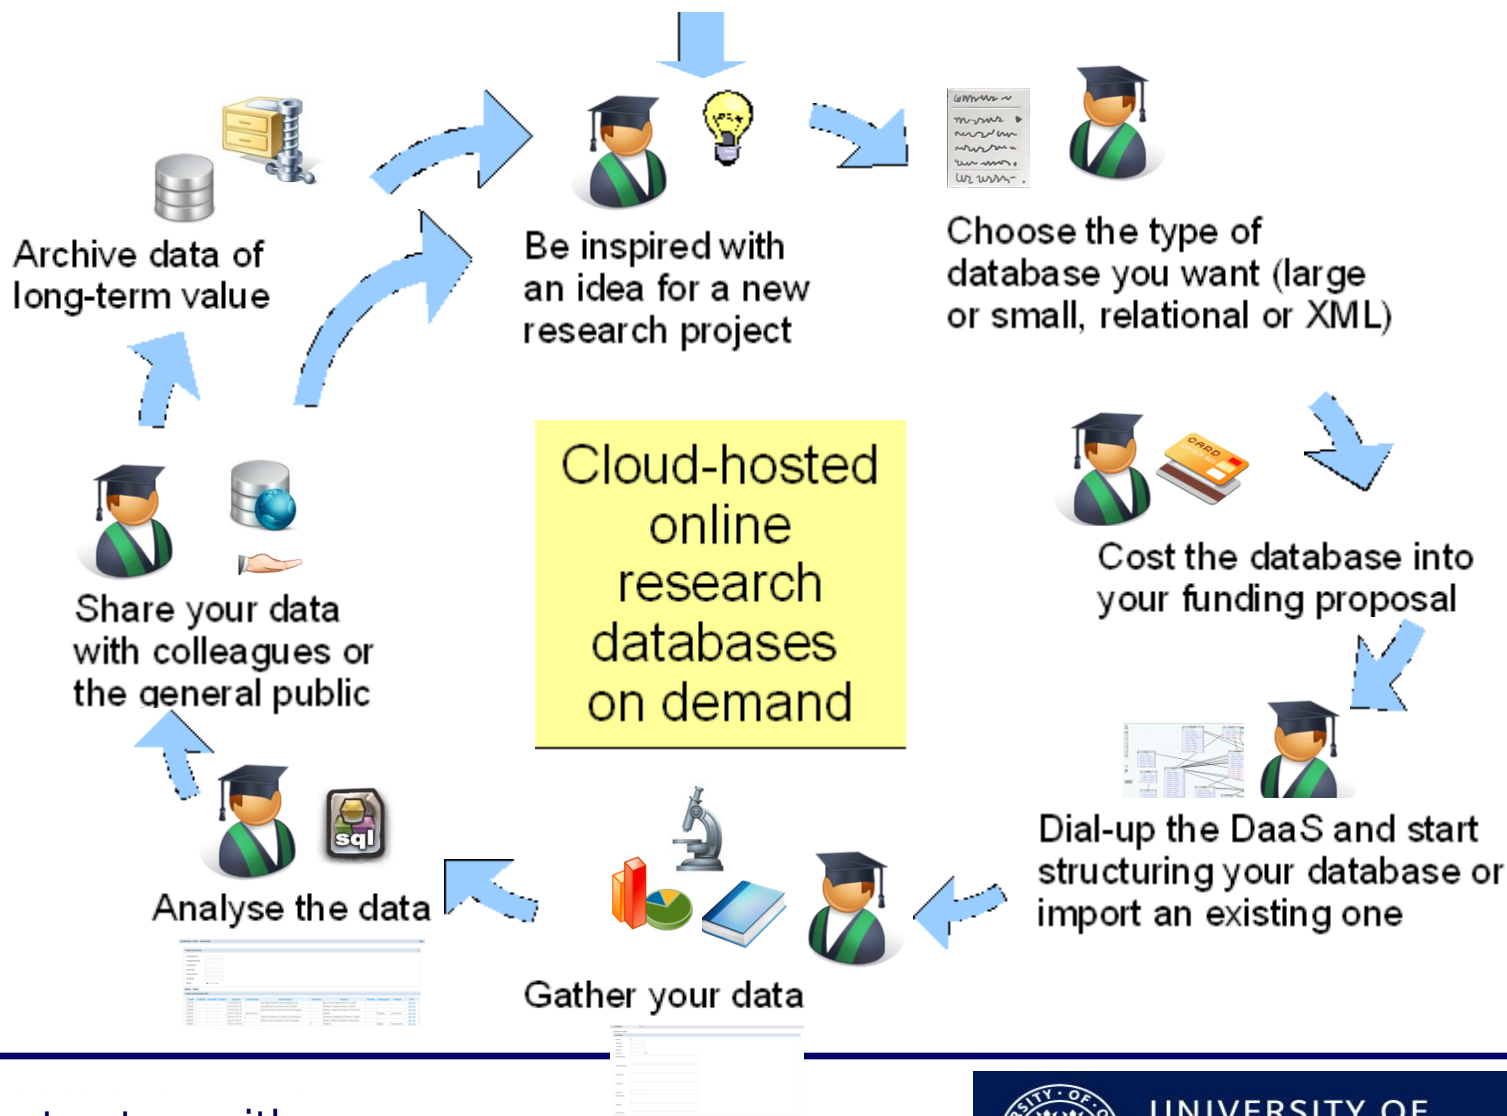 Be inspired with
an idea for a new
research project
Choose the type of
database you want (large
or small, relational or XML)
CARD
Cost the database into
your funding proposal
Dial-up the DaaS and start
structuring your database or
import an existing one
Gather your data
sql
Analyse the data
Share your data
with colleagues or
the general public
Archive data of
long-term value
Cloud-hosted
online
research
databases
on demand
UNIVERSITY OF